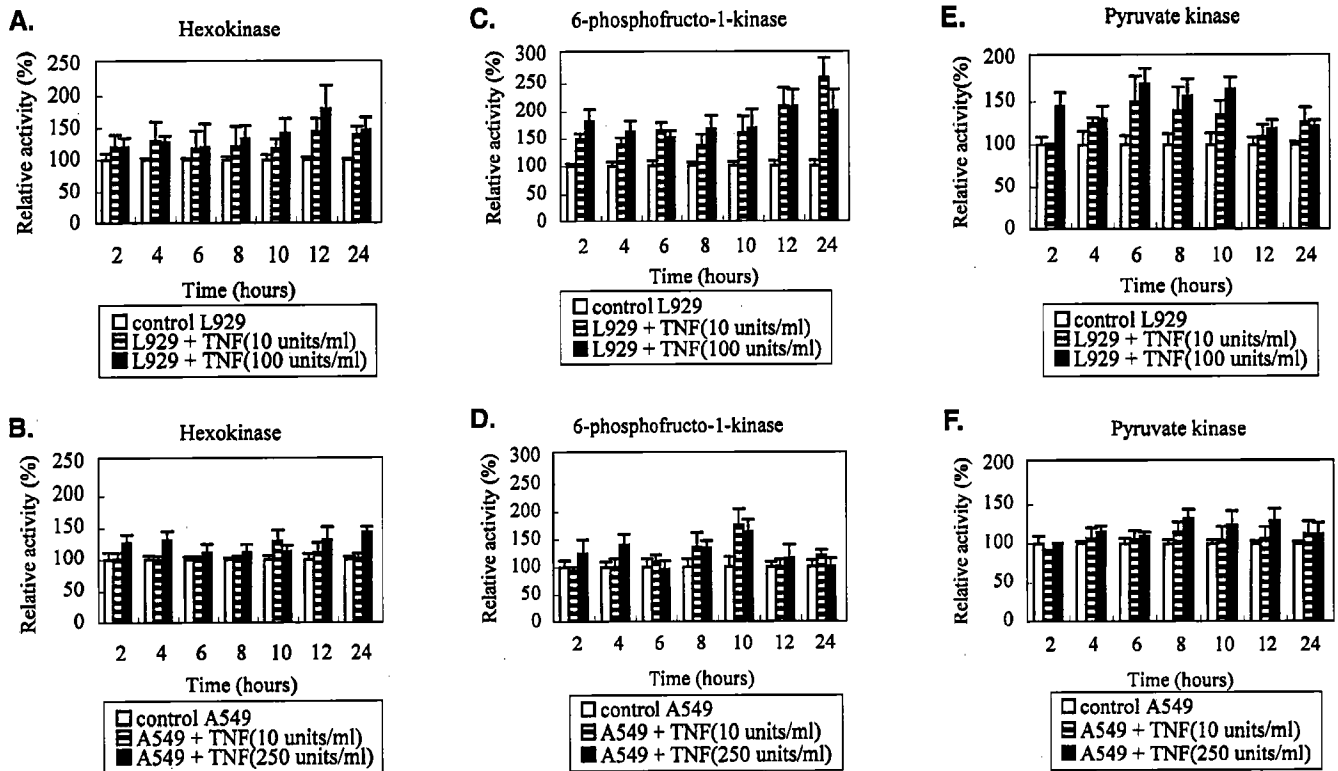 A.
Hexokinase
Relative activity (%)
250
200
150
100
50
0
2 4 6 8 10 12 24
Time (hours)
control L929
L929 + TNF(10 units/ml)
L929 + TNF(100 units/ml)
C.
6-phosphofructo-1-kinase
Relative activity (%)
300
250
200
150
100
50
0
2 4 6 8 10 12 24
Time (hours)
control L929
L929 + TNF(10 units/ml)
L929 + TNF(100 units/ml)
E.
Pyruvate kinase
Relative activity(%)
200
150
100
50
0
2 4 6 8 10 12 24
Time (hours)
control L929
L929 + TNF(10 units/ml)
L929 + TNF(100 units/ml)
B.
Hexokinase
Relative activity (%)
250
200
150
100
50
0
2 4 6 8 10 12 24
Time (hours)
control A549
A549 + TNF(10 units/ml)
A549 + TNF(250 units/ml)
D.
6-phosphofructo-1-kinase
Relative activity (%)
300
250
200
150
100
50
0
2 4 6 8 10 12 24
Time (hours)
control A549
A549 + TNF(10 units/ml)
A549 + TNF(250 units/ml)
F.
Pyruvate kinase
Relative activity (%)
200
150
100
50
0
2 4 6 8 10 12 24
Time (hours)
control A549
A549 + TNF(10 units/ml)
A549 + TNF(250 units/ml)